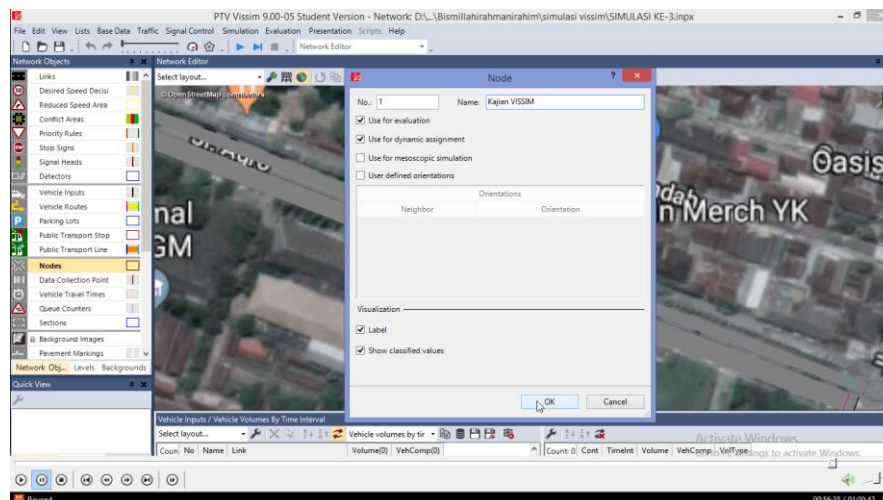 PTV Vissim 9.00-05 Student Version - Network: D:\...\Bismillahirahmanirahim\simulasi vissim\SIMULASI KE-3.inpx
File Edit View Lists Base Data Traffic Signal Control Simulation Evaluation Presentation Scripts Help
Network Editor
Network Objects
Links
Desired Speed Decisi
Reduced Speed Area
Conflict Areas
Priority Rules
Stop Signs
Signal Heads
Detectors
Vehicle Inputs
Vehicle Routes
Parking Lots
Public Transport Stop
Public Transport Line
Nodes
Data Collection Point
Vehicle Travel Times
Queue Counters
Sections
Background Images
Pavement Markings
Network Obj... Levels Backgrounds
Quick View
Network Editor
Select layout...
© OpenStreetMap contributors
Jln. Agro
nal
GM
Node
No.: 1 Name: Kajian VISSIM
Use for evaluation
Use for dynamic assignment
Use for mesoscopic simulation
User defined orientations
Orientations
Neighbor Orientation
Visualization
Label
Show classified values
OK Cancel
Oasis
ndah
n Merch YK
Vehicle Inputs / Vehicle Volumes By Time Interval
Select layout... Vehicle volumes by tir
Coun No Name Link Volume(0) VehComp(0)
Count: 0 Cont TimeInt Volume VehComp VolType
Activate Windows
settings to activate Windows.
Paused 00:56:25 / 01:00:42